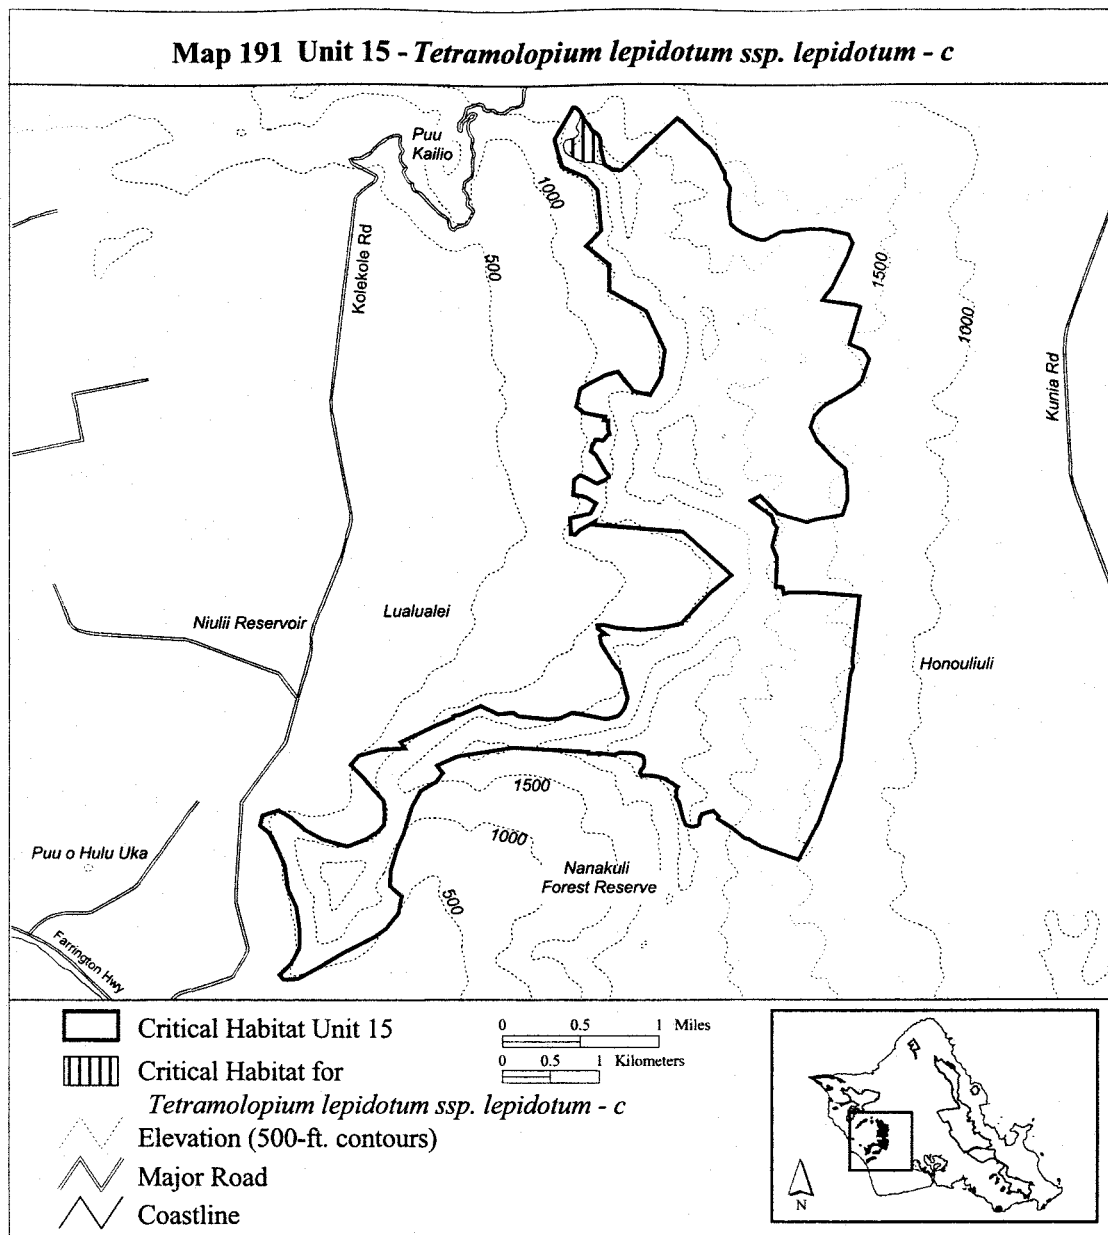 Map 191 Unit 15 - Tetramolopium lepidotum ssp. lepidotum - c
Puu
Kailio
1000
500
Kolekole Rd
1500
1000
Kunia Rd
Niulii Reservoir
Lualualei
Honouliuli
1500
1000
Puu o Hulu Uka
Nanakuli
Forest Reserve
500
Farrington Hwy
Critical Habitat Unit 15
Critical Habitat for
Tetramolopium lepidotum ssp. lepidotum - c
Elevation (500-ft. contours)
Major Road
Coastline
0 0.5 1 Miles
0 0.5 1 Kilometers
N